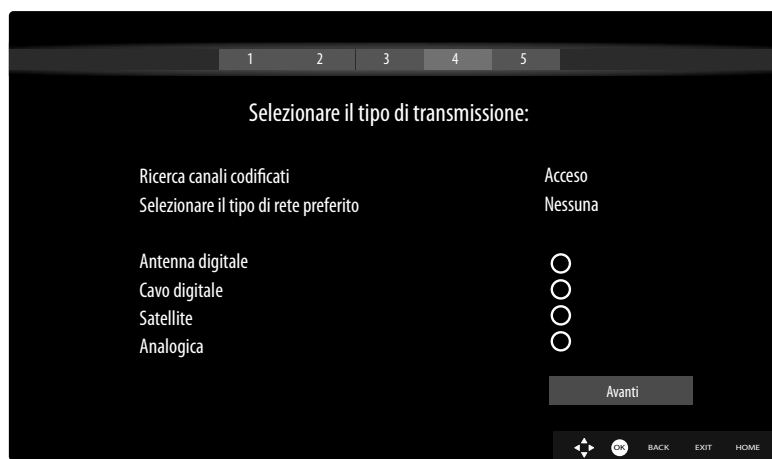 1 2 3 4 5
Selezionare il tipo di transmissione:
Ricerca canali codificati Acceso
Selezionare il tipo di rete preferito Nessuna
Antenna digitale
Cavo digitale
Satellite
Analogica
Avanti
OK BACK EXIT HOME